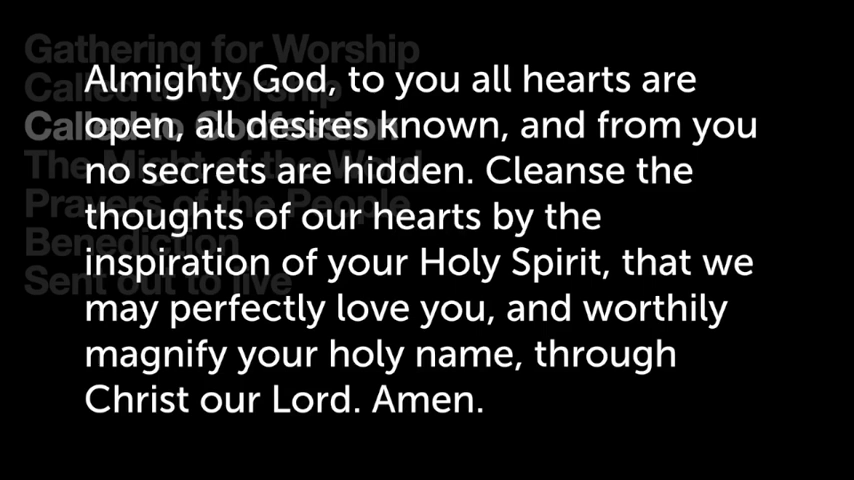 Gathering for Worship
Called to Worship
Called to Confession
The Might of the Word
Prayers of the People
Benediction
Sent out to live
Almighty God, to you all hearts are
open, all desires known, and from you
no secrets are hidden. Cleanse the
thoughts of our hearts by the
inspiration of your Holy Spirit, that we
may perfectly love you, and worthily
magnify your holy name, through
Christ our Lord. Amen.